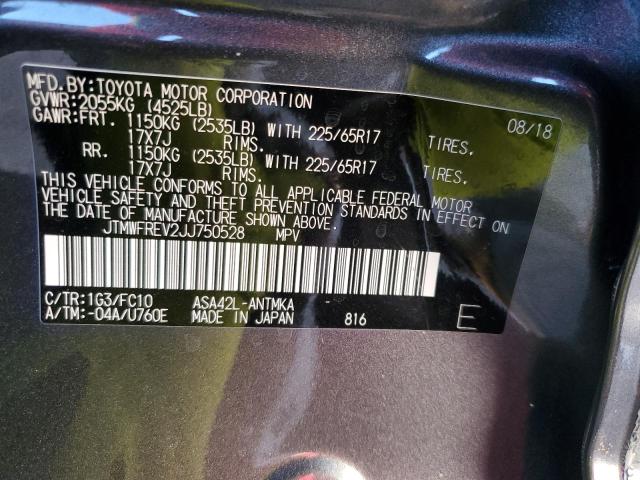 MFD.BY:TOYOTA MOTOR CORPORATION 08/18
GVWR:2055KG (4525LB)
GAWR:FRT. 1150KG (2535LB) WITH 225/65R17 TIRES,
17X7J RIMS.
RR. 1150KG (2535LB) WITH 225/65R17 TIRES,
17X7J RIMS.
THIS VEHICLE CONFORMS TO ALL APPLICABLE FEDERAL MOTOR
VEHICLE SAFETY AND THEFT PREVENTION STANDARDS IN EFFECT ON
THE DATE OF MANUFACTURE SHOWN ABOVE.
JTMWFREV2JJ750528 MPV
C/TR:1G3/FC10 ASA42L-ANTMKA
A/TM:-04A/U760E MADE IN JAPAN 816 E